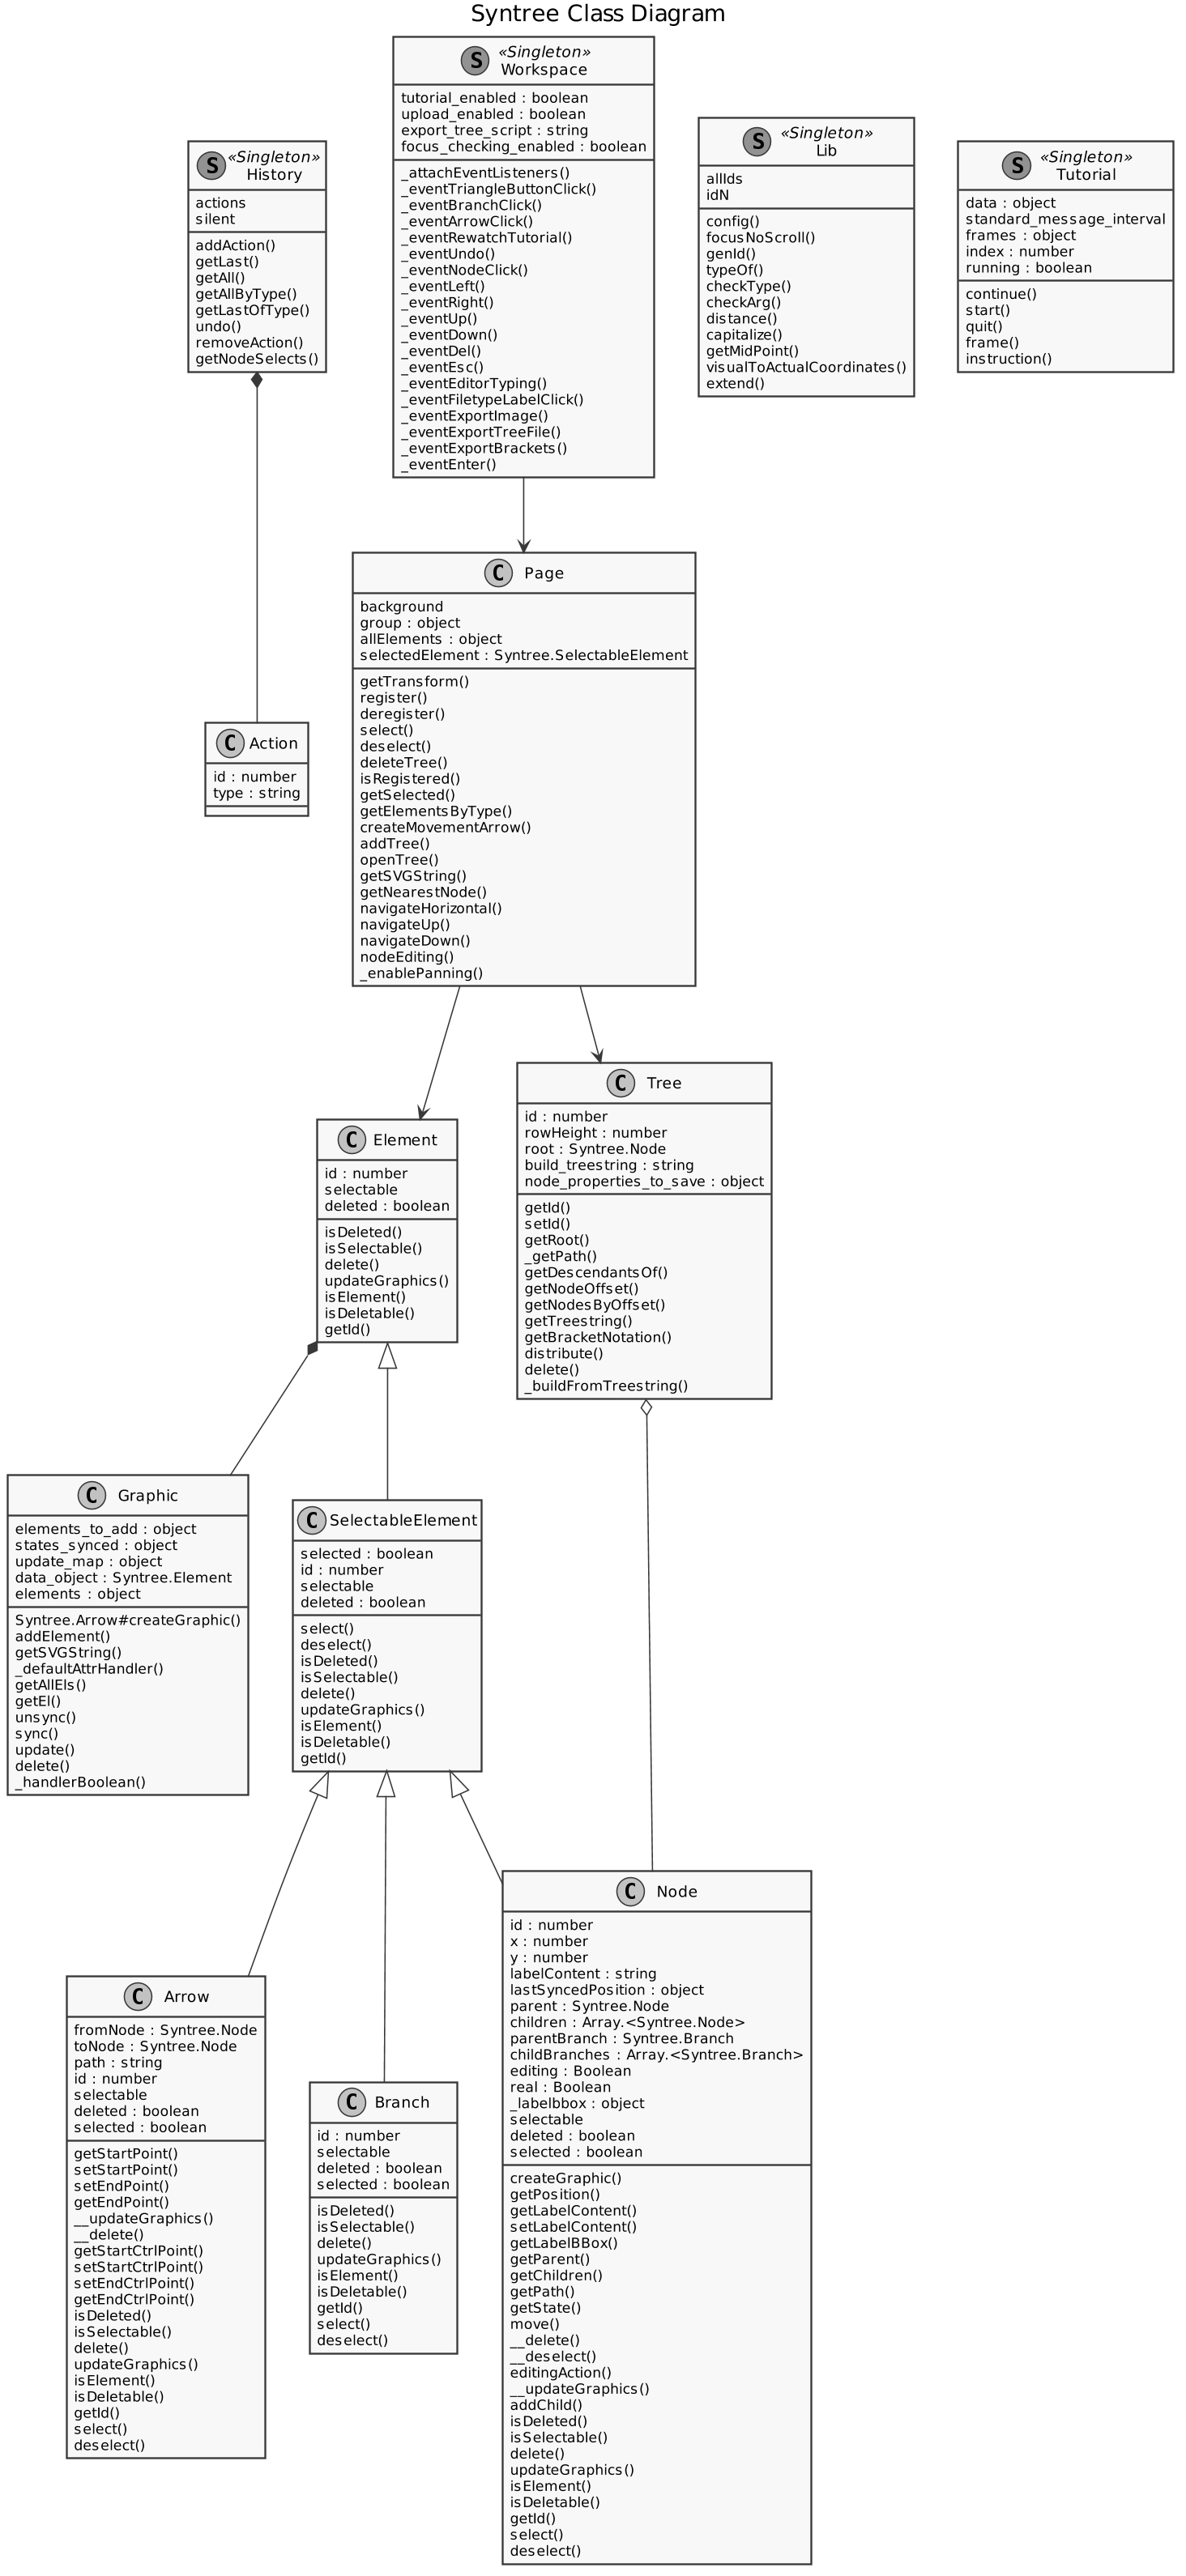 Syntree Class Diagram
S
«Singleton»
Workspace
tutorial_enabled : boolean
upload_enabled : boolean
export_tree_script : string
focus_checking_enabled : boolean
_attachEventListeners()
_eventTriangleButtonClick()
_eventBranchClick()
_eventArrowClick()
_eventRewatchTutorial()
_eventUndo()
_eventNodeClick()
_eventLeft()
_eventRight()
_eventUp()
_eventDown()
_eventDel()
_eventEsc()
_eventEditorTyping()
_eventFiletypeLabelClick()
_eventExportImage()
_eventExportTreeFile()
_eventExportBrackets()
_eventEnter()
S
«Singleton»
Lib
allIds
idN
config()
focusNoScroll()
genId()
typeOf()
checkType()
checkArg()
distance()
capitalize()
getMidPoint()
visualToActualCoordinates()
extend()
S
«Singleton»
History
actions
silent
addAction()
getLast()
getAll()
getAllByType()
getLastOfType()
undo()
removeAction()
getNodeSelects()
S
«Singleton»
Tutorial
data : object
standard_message_interval
frames : object
index : number
running : boolean
continue()
start()
quit()
frame()
instruction()
C Page
background
group : object
allElements : object
selectedElement : Syntree.SelectableElement
getTransform()
register()
deregister()
select()
deselect()
deleteTree()
isRegistered()
getSelected()
getElementsByType()
createMovementArrow()
addTree()
openTree()
getSVGString()
getNearestNode()
navigateHorizontal()
navigateUp()
navigateDown()
nodeEditing()
_enablePanning()
C Action
id : number
type : string
C Tree
id : number
rowHeight : number
root : Syntree.Node
build_treestring : string
node_properties_to_save : object
getId()
setId()
getRoot()
_getPath()
getDescendantsOf()
getNodeOffset()
getNodesByOffset()
getTreestring()
getBracketNotation()
distribute()
delete()
_buildFromTreestring()
C Element
id : number
selectable
deleted : boolean
isDeleted()
isSelectable()
delete()
updateGraphics()
isElement()
isDeletable()
getId()
C Graphic
elements_to_add : object
states_synced : object
update_map : object
data_object : Syntree.Element
elements : object
Syntree.Arrow#createGraphic()
addElement()
getSVGString()
_defaultAttrHandler()
getAllEls()
getEl()
unsync()
sync()
update()
delete()
_handlerBoolean()
C SelectableElement
selected : boolean
id : number
selectable
deleted : boolean
select()
deselect()
isDeleted()
isSelectable()
delete()
updateGraphics()
isElement()
isDeletable()
getId()
C Node
id : number
x : number
y : number
labelContent : string
lastSyncedPosition : object
parent : Syntree.Node
children : Array.<Syntree.Node>
parentBranch : Syntree.Branch
childBranches : Array.<Syntree.Branch>
editing : Boolean
real : Boolean
_labelbbox : object
selectable
deleted : boolean
selected : boolean
createGraphic()
getPosition()
getLabelContent()
setLabelContent()
getLabelBBox()
getParent()
getChildren()
getPath()
getState()
move()
__delete()
__deselect()
editingAction()
__updateGraphics()
addChild()
isDeleted()
isSelectable()
delete()
updateGraphics()
isElement()
isDeletable()
getId()
select()
deselect()
C Arrow
fromNode : Syntree.Node
toNode : Syntree.Node
path : string
id : number
selectable
deleted : boolean
selected : boolean
getStartPoint()
setStartPoint()
setEndPoint()
getEndPoint()
__updateGraphics()
__delete()
getStartCtrlPoint()
setStartCtrlPoint()
setEndCtrlPoint()
getEndCtrlPoint()
isDeleted()
isSelectable()
delete()
updateGraphics()
isElement()
isDeletable()
getId()
select()
deselect()
C Branch
id : number
selectable
deleted : boolean
selected : boolean
isDeleted()
isSelectable()
delete()
updateGraphics()
isElement()
isDeletable()
getId()
select()
deselect()